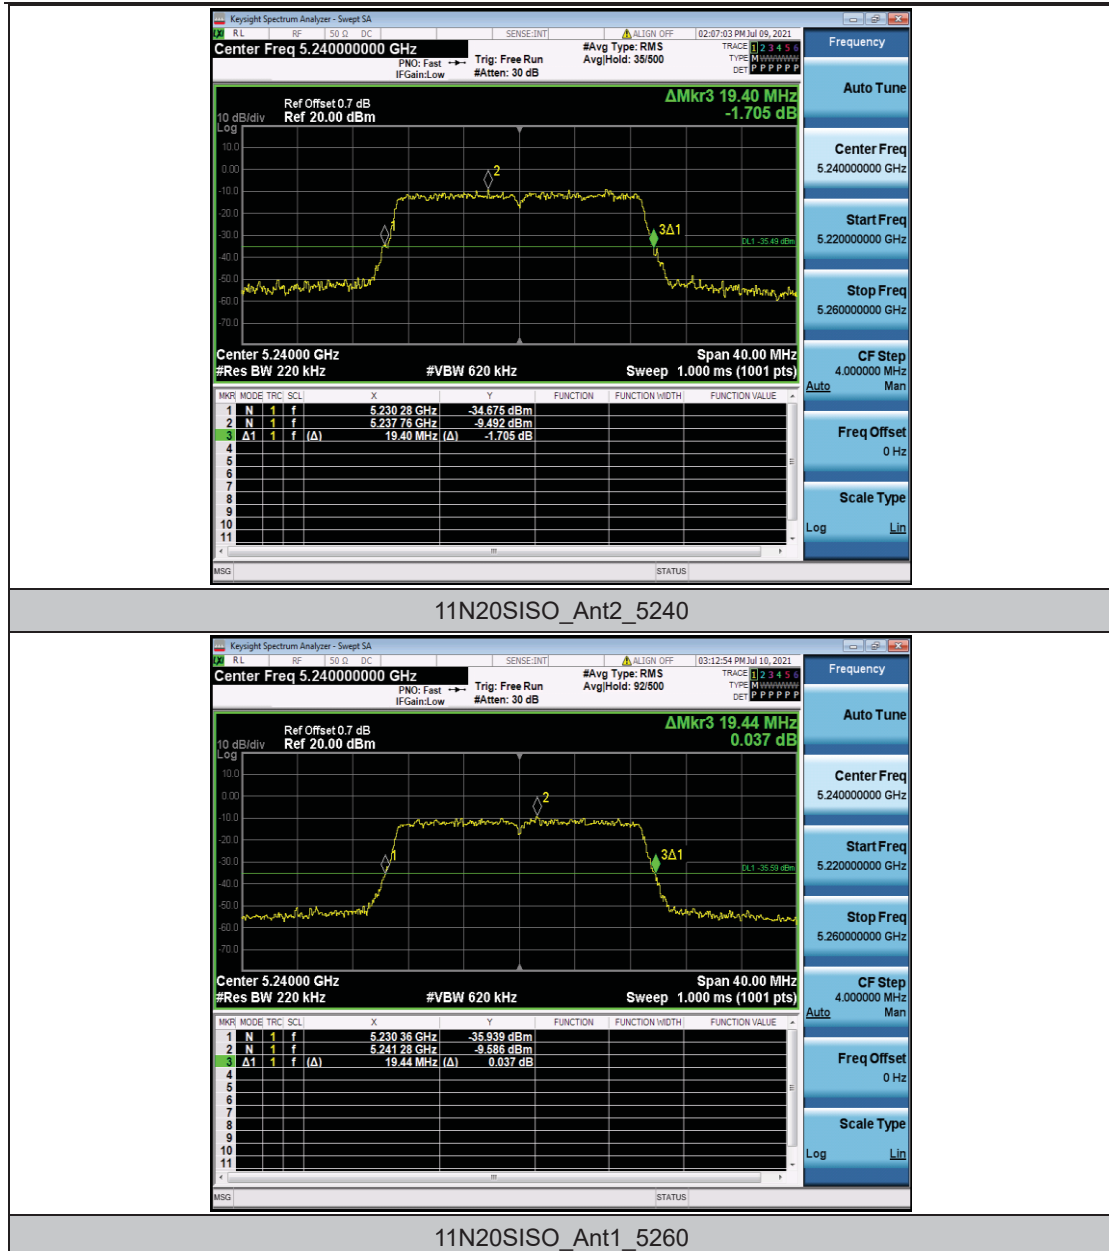 Keysight Spectrum Analyzer - Swept SA
LXI RL RF 50 Ω DC SENSE:INT ALIGN OFF 02:07:03 PM Jul 09, 2021
Center Freq 5.240000000 GHz
PNO: Fast
IFGain:Low
Trig: Free Run
#Atten: 30 dB
#Avg Type: RMS
Avg|Hold: 35/500
TRACE 1 2 3 4 5 6
TYPE M W W W W W
DET P P P P P P
Ref Offset 0.7 dB
10 dB/div Ref 20.00 dBm
Log
ΔMkr3 19.40 MHz
-1.705 dB
10.0
0.00
-10.0
-20.0
-30.0
-40.0
-50.0
-60.0
-70.0
2
1
3Δ1
DL1 -35.49 dBm
Center 5.24000 GHz Span 40.00 MHz
#Res BW 220 kHz #VBW 620 kHz Sweep 1.000 ms (1001 pts)
MKR MODE TRC SCL X Y FUNCTION FUNCTION WIDTH FUNCTION VALUE
1 N 1 f 5.230 28 GHz -34.675 dBm
2 N 1 f 5.237 76 GHz -9.492 dBm
3 Δ1 1 f (Δ) 19.40 MHz (Δ) -1.705 dB
4
5
6
7
8
9
10
11
MSG STATUS
Frequency
Auto Tune
Center Freq
5.240000000 GHz
Start Freq
5.220000000 GHz
Stop Freq
5.260000000 GHz
CF Step
4.000000 MHz
Auto Man
Freq Offset
0 Hz
Scale Type
Log Lin
11N20SISO_Ant2_5240
Keysight Spectrum Analyzer - Swept SA
LXI RL RF 50 Ω DC SENSE:INT ALIGN OFF 03:12:54 PM Jul 10, 2021
Center Freq 5.240000000 GHz
PNO: Fast
IFGain:Low
Trig: Free Run
#Atten: 30 dB
#Avg Type: RMS
Avg|Hold: 92/500
TRACE 1 2 3 4 5 6
TYPE M W W W W W
DET P P P P P P
Ref Offset 0.7 dB
10 dB/div Ref 20.00 dBm
Log
ΔMkr3 19.44 MHz
0.037 dB
10.0
0.00
-10.0
-20.0
-30.0
-40.0
-50.0
-60.0
-70.0
2
1
3Δ1
DL1 -35.59 dBm
Center 5.24000 GHz Span 40.00 MHz
#Res BW 220 kHz #VBW 620 kHz Sweep 1.000 ms (1001 pts)
MKR MODE TRC SCL X Y FUNCTION FUNCTION WIDTH FUNCTION VALUE
1 N 1 f 5.230 36 GHz -35.939 dBm
2 N 1 f 5.241 28 GHz -9.586 dBm
3 Δ1 1 f (Δ) 19.44 MHz (Δ) 0.037 dB
4
5
6
7
8
9
10
11
MSG STATUS
Frequency
Auto Tune
Center Freq
5.240000000 GHz
Start Freq
5.220000000 GHz
Stop Freq
5.260000000 GHz
CF Step
4.000000 MHz
Auto Man
Freq Offset
0 Hz
Scale Type
Log Lin
11N20SISO_Ant1_5260